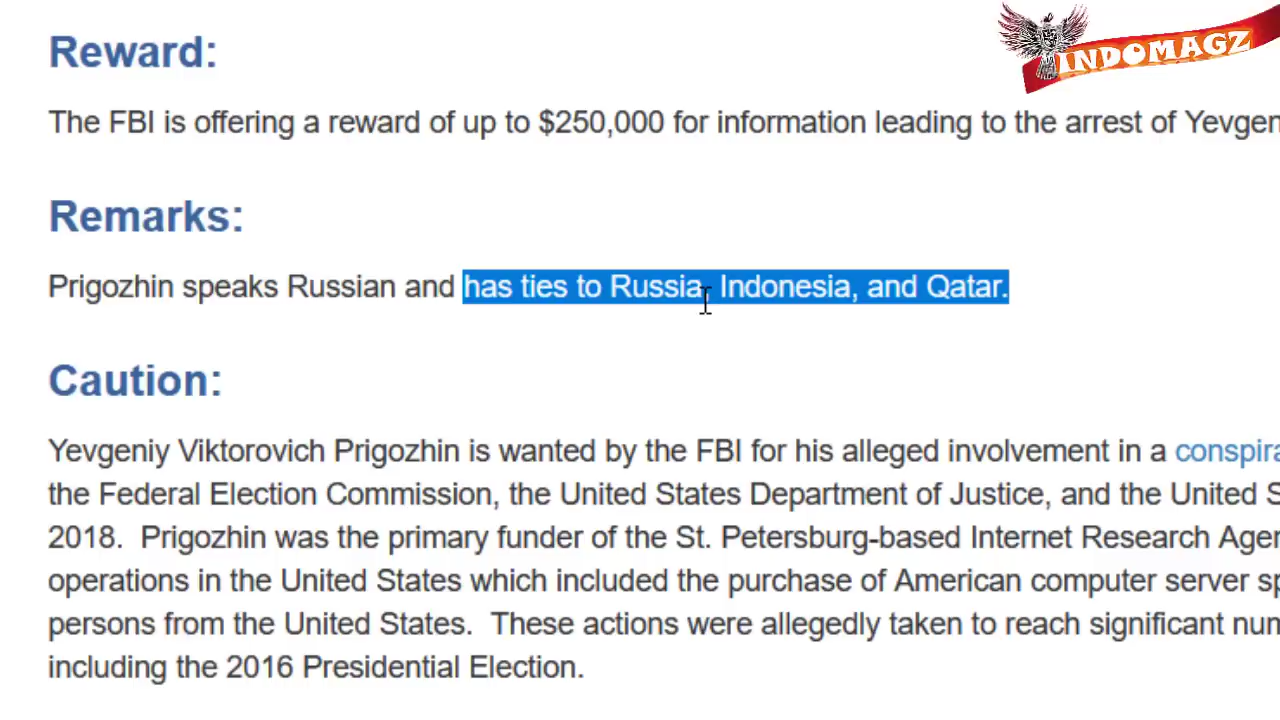 INDOMAGZ
Reward:
The FBI is offering a reward of up to $250,000 for information leading to the arrest of Yevgen
Remarks:
Prigozhin speaks Russian and has ties to Russia, Indonesia, and Qatar.
Caution:
Yevgeniy Viktorovich Prigozhin is wanted by the FBI for his alleged involvement in a conspira
the Federal Election Commission, the United States Department of Justice, and the United S
2018.  Prigozhin was the primary funder of the St. Petersburg-based Internet Research Agen
operations in the United States which included the purchase of American computer server sp
persons from the United States.  These actions were allegedly taken to reach significant num
including the 2016 Presidential Election.